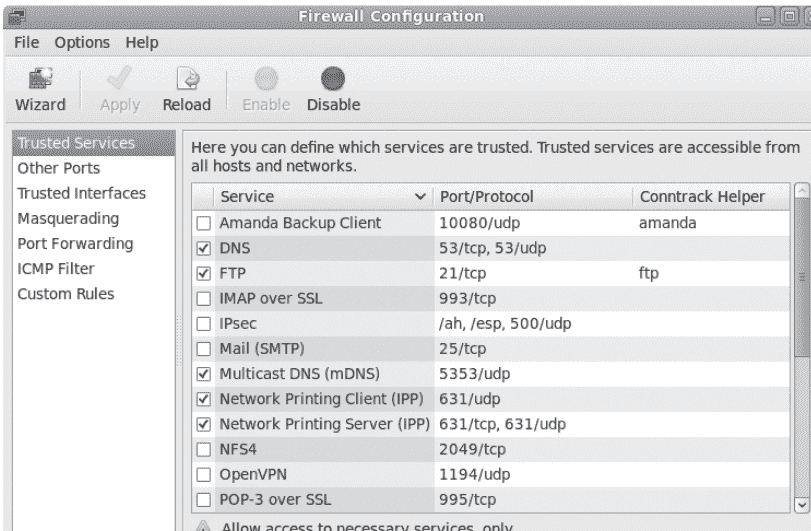 Firewall Configuration
File Options Help
Wizard Apply Reload Enable Disable
Trusted Services
Other Ports
Trusted Interfaces
Masquerading
Port Forwarding
ICMP Filter
Custom Rules
Here you can define which services are trusted. Trusted services are accessible from
all hosts and networks.
Service Port/Protocol Conntrack Helper
Amanda Backup Client 10080/udp amanda
DNS 53/tcp, 53/udp
FTP 21/tcp ftp
IMAP over SSL 993/tcp
IPsec /ah, /esp, 500/udp
Mail (SMTP) 25/tcp
Multicast DNS (mDNS) 5353/udp
Network Printing Client (IPP) 631/udp
Network Printing Server (IPP) 631/tcp, 631/udp
NFS4 2049/tcp
OpenVPN 1194/udp
POP-3 over SSL 995/tcp
Allow access to necessary services, only.